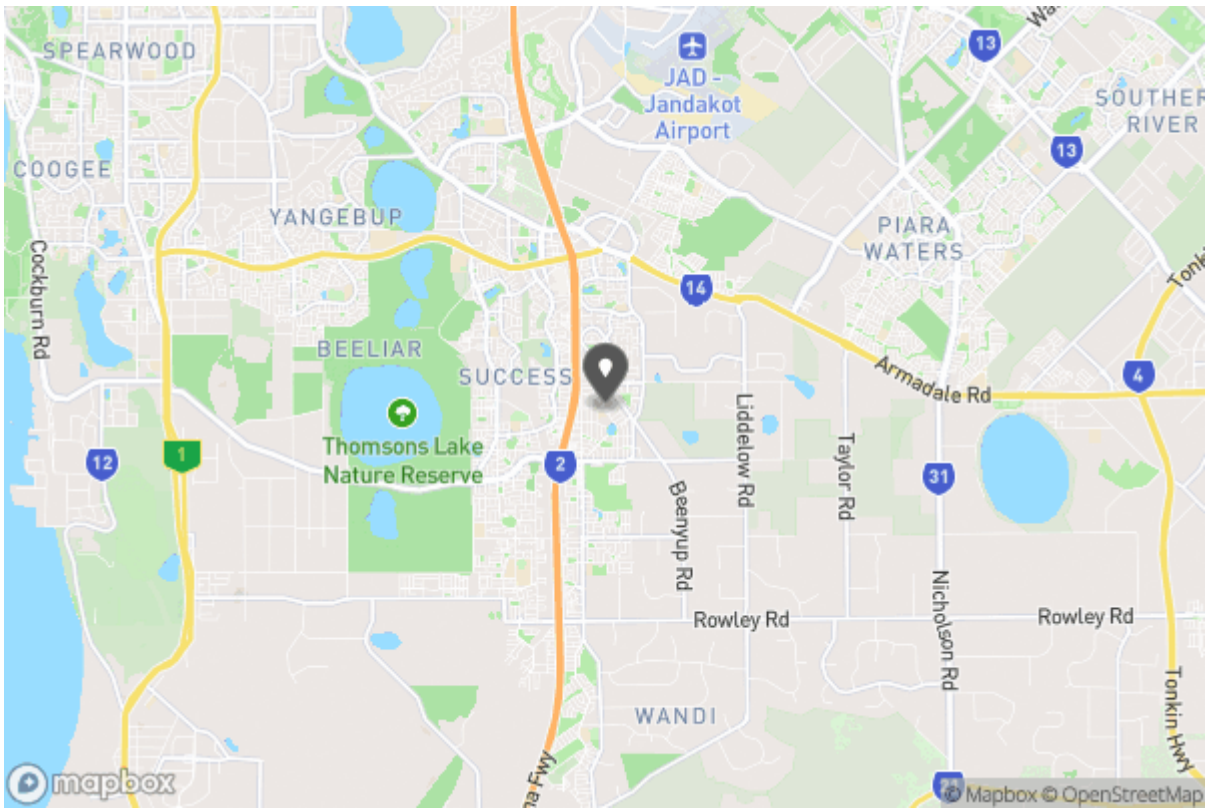 SPEARWOOD
13
JAD -
Jandakot
Airport
SOUTHER
RIVER
13
COOGEE
YANGEBUP
PIARA
WATERS
Cockburn Rd
14
BEELIAR
SUCCESS
Armadale Rd
4
Thomsons Lake
Nature Reserve
Liddelow Rd
Taylor Rd
12
1
2
31
Beenyup Rd
Nicholson Rd
Rowley Rd
Rowley Rd
Tonkin Hwy
WANDI
na Fwy
mapbox
© Mapbox © OpenStreetMap